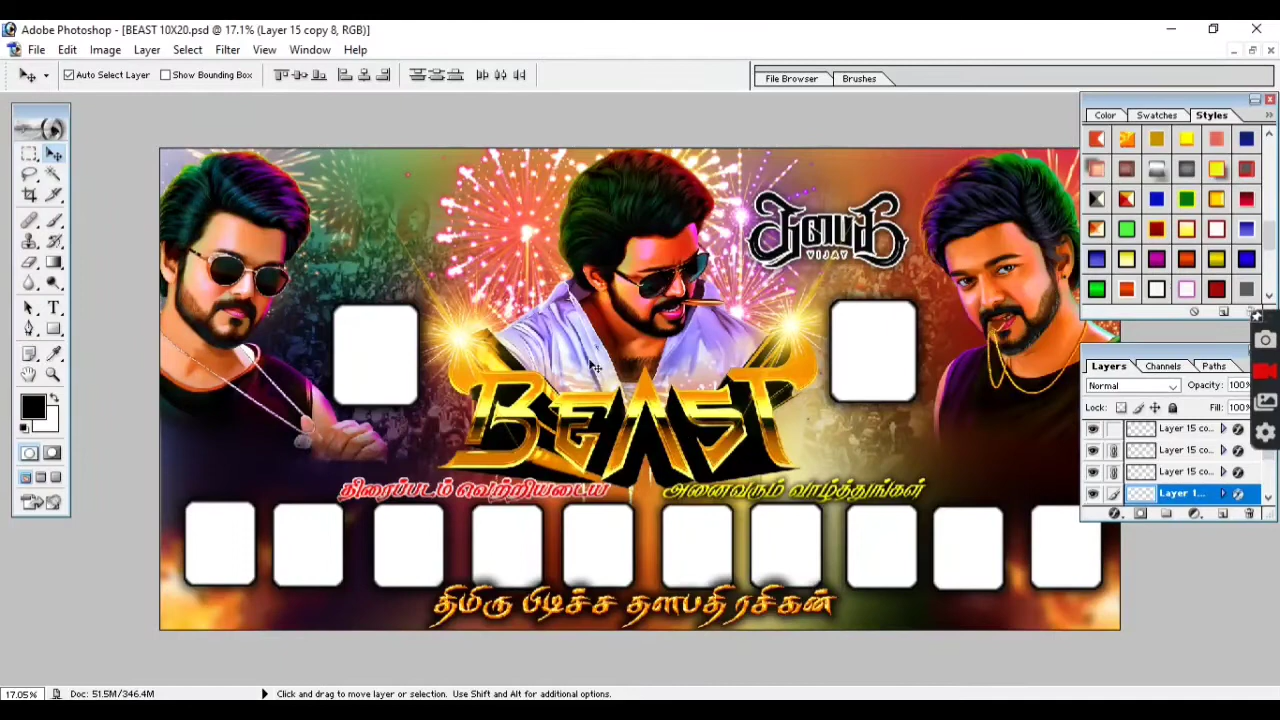 Adobe Photoshop - [BEAST 10X20.psd @ 17.1% (Layer 15 copy 8, RGB)]
File Edit Image Layer Select Filter View Window Help
Auto Select Layer Show Bounding Box File Browser Brushes
Color Swatches Styles
தளபதி
VIJAY
BEAST
திரைப்படம் வெற்றியடைய அனைவரும் வாழ்த்துங்கள்
திமிரு பிடிச்ச தளபதி ரசிகன்
Layers Channels Paths
Normal Opacity: 100%
Lock: Fill: 100%
Layer 15 co...
Layer 15 co...
Layer 15 co...
Layer 1...
17.05% Doc: 51.5M/346.4M Click and drag to move layer or selection. Use Shift and Alt for additional options.